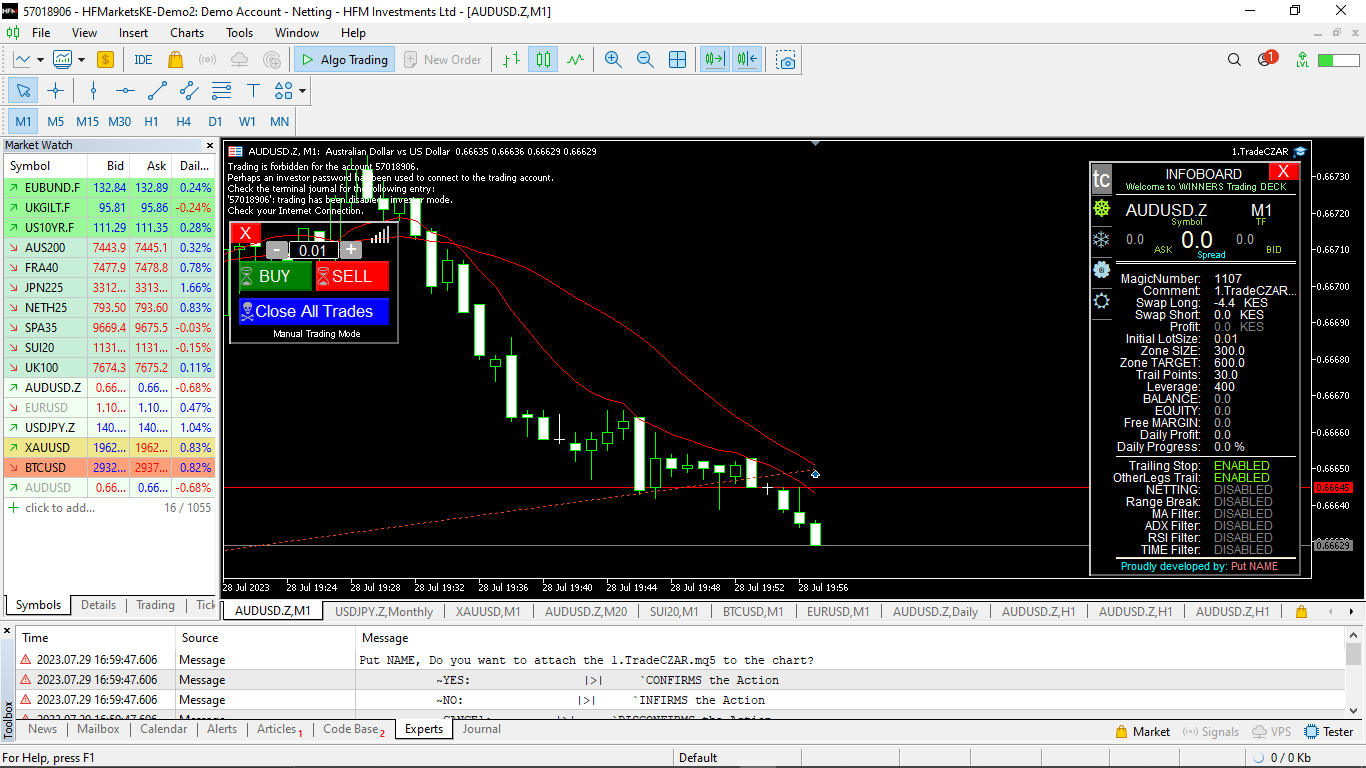 57018906 - HFMarketsKE-Demo2: Demo Account - Netting - HFM Investments Ltd - [AUDUSD.Z,M1]
File View Insert Charts Tools Window Help
IDE Algo Trading New Order 1 LVL
M1 M5 M15 M30 H1 H4 D1 W1 MN
Market Watch
Symbol Bid Ask Dail...
EUBUND.F 132.84 132.89 0.24%
UKGILT.F 95.81 95.86 -0.24%
US10YR.F 111.29 111.35 0.28%
AUS200 7443.9 7445.1 0.32%
FRA40 7477.9 7478.8 0.78%
JPN225 3312... 3313... 1.66%
NETH25 793.50 793.60 0.83%
SPA35 9669.4 9675.5 -0.03%
SUI20 1131... 1131... -0.15%
UK100 7674.3 7675.2 0.11%
AUDUSD.Z 0.66... 0.66... -0.68%
EURUSD 1.10... 1.10... 0.47%
USDJPY.Z 140.... 140.... 1.04%
XAUUSD 1962... 1962... 0.83%
BTCUSD 2932... 2937... 0.82%
AUDUSD 0.66... 0.66... -0.68%
click to add... 16 / 1055
Symbols Details Trading Tick
AUDUSD.Z, M1: Australian Dollar vs US Dollar 0.66635 0.66636 0.66629 0.66629
1.TradeCZAR
Trading is forbidden for the account 57018906.
Perhaps an investor password has been used to connect to the trading account.
Check the terminal journal for the following entry:
'57018906': trading has been disabled - investor mode.
Check your Internet Connection.
X
- 0.01 +
BUY SELL
Close All Trades
Manual Trading Mode
tc INFOBOARD X
Welcome to WINNERS Trading DECK
AUDUSD.Z M1
Symbol TF
0.0 0.0 0.0
ASK Spread BID
MagicNumber: 1107
Comment: 1.TradeCZAR...
Swap Long: -4.4 KES
Swap Short: 0.0 KES
Profit: 0.0 KES
Initial LotSize: 0.01
Zone SIZE: 300.0
Zone TARGET: 600.0
Trail Points: 30.0
Leverage: 400
BALANCE: 0.0
EQUITY: 0.0
Free MARGIN: 0.0
Daily Profit: 0.0
Daily Progress: 0.0 %
Trailing Stop: ENABLED
OtherLegs Trail: ENABLED
NETTING: DISABLED
Range Break: DISABLED
MA Filter: DISABLED
ADX Filter: DISABLED
RSI Filter: DISABLED
TIME Filter: DISABLED
Proudly developed by: Put NAME
0.66730
0.66720
0.66710
0.66700
0.66690
0.66680
0.66670
0.66660
0.66650
0.66645
0.66640
0.66629
28 Jul 2023 28 Jul 19:24 28 Jul 19:28 28 Jul 19:32 28 Jul 19:36 28 Jul 19:40 28 Jul 19:44 28 Jul 19:48 28 Jul 19:52 28 Jul 19:56
AUDUSD.Z,M1 USDJPY.Z,Monthly XAUUSD,M1 AUDUSD.Z,M20 SUI20,M1 BTCUSD,M1 EURUSD,M1 AUDUSD.Z,Daily AUDUSD.Z,H1 AUDUSD.Z,H1 AUDUSD.Z,H1
Toolbox
Time Source Message
2023.07.29 16:59:47.606 Message Put NAME, Do you want to attach the 1.TradeCZAR.mq5 to the chart?
2023.07.29 16:59:47.606 Message ~YES: |>| `CONFIRMS the Action
2023.07.29 16:59:47.606 Message ~NO: |>| `INFIRMS the Action
2023.07.29 16:59:47.606 Message ~CANCEL: |>| `DISCONFIRMS the Action
News Mailbox Calendar Alerts Articles 1 Code Base 2 Experts Journal
Market Signals VPS Tester
For Help, press F1 Default 0 / 0 Kb